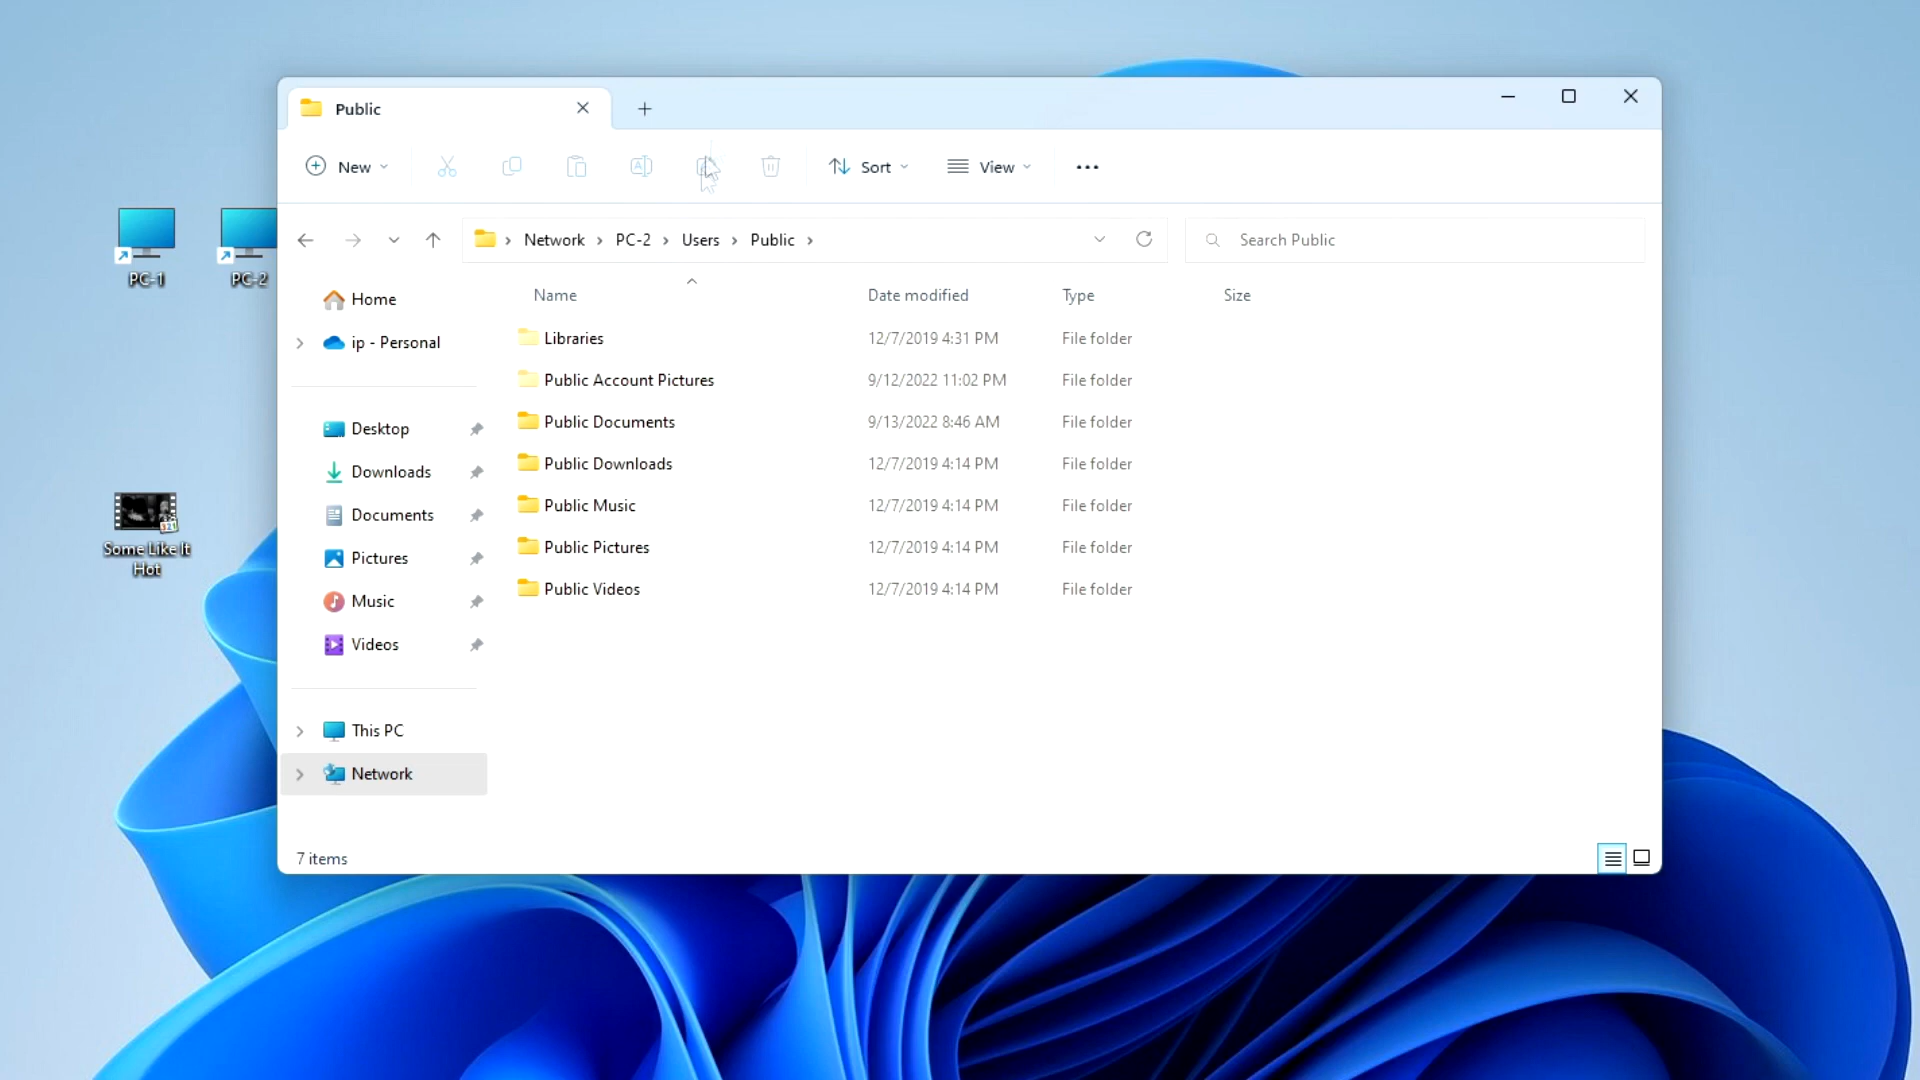 Public
New
Sort
View
Network
PC-2
Users
Public
Search Public
PC-1
PC-2
Some Like It
Hot
Home
ip - Personal
Desktop
Downloads
Documents
Pictures
Music
Videos
This PC
Network
Name Date modified Type Size
Libraries 12/7/2019 4:31 PM File folder
Public Account Pictures 9/12/2022 11:02 PM File folder
Public Documents 9/13/2022 8:46 AM File folder
Public Downloads 12/7/2019 4:14 PM File folder
Public Music 12/7/2019 4:14 PM File folder
Public Pictures 12/7/2019 4:14 PM File folder
Public Videos 12/7/2019 4:14 PM File folder
7 items